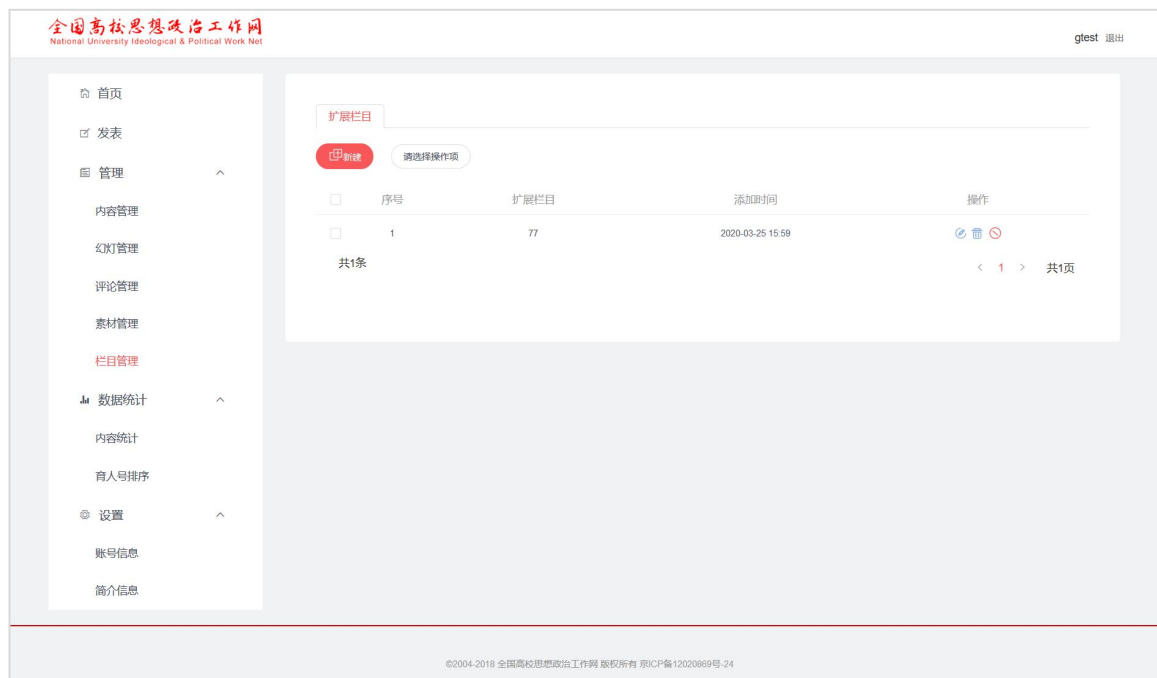 全国高校思想政治工作网
National University Ideological & Political Work Net
gtest 退出
首页
发表
管理
内容管理
幻灯管理
评论管理
素材管理
栏目管理
数据统计
内容统计
育人号排序
设置
账号信息
简介信息
扩展栏目
新建 请选择操作项
序号 扩展栏目 添加时间 操作
1 77 2020-03-25 15:59
共1条
< 1 > 共1页
©2004-2018 全国高校思想政治工作网 版权所有 京ICP备12020869号-24